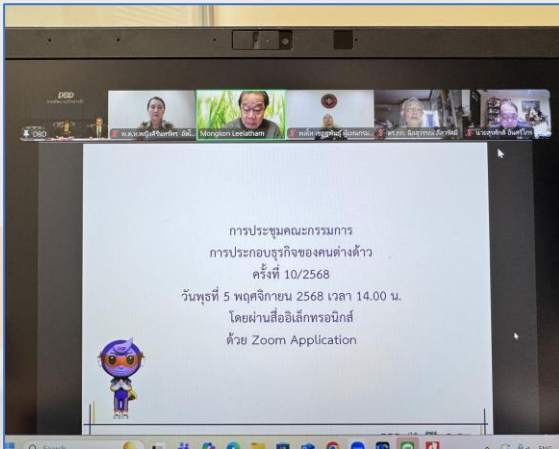 DBD
DBD
Mongkon Leelatham
การประชุมคณะกรรมการ
การประกอบธุรกิจของคนต่างด้าว
ครั้งที่ 10/2568
วันพุธที่ 5 พฤศจิกายน 2568 เวลา 14.00 น.
โดยผ่านสื่ออิเล็กทรอนิกส์
ด้วย Zoom Application
Search
ENG